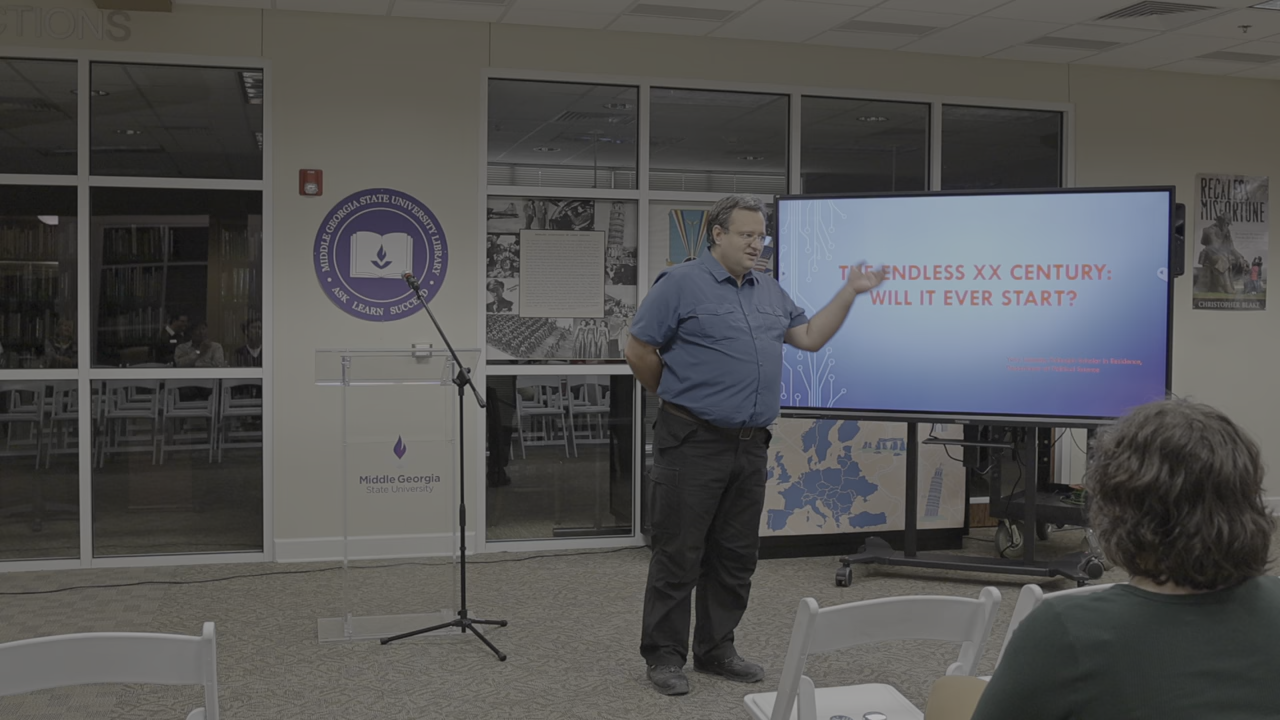 CTIONS
MIDDLE GEORGIA STATE UNIVERSITY LIBRARY
ASK LEARN SUCCEED
Middle Georgia
State University
THE ENDLESS XX CENTURY:
WILL IT EVER START?
RECKLESS
MISFORTUNE
CHRISTOPHER BLAKE